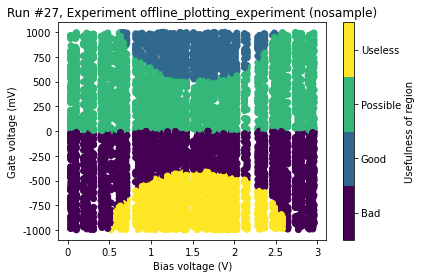 Run #27, Experiment offline_plotting_experiment (nosample)
1000
750
500
250
0
-250
-500
-750
-1000
Gate voltage (mV)
0
0.5
1
1.5
2
2.5
3
Bias voltage (V)
Useless
Possible
Good
Bad
Usefulness of region